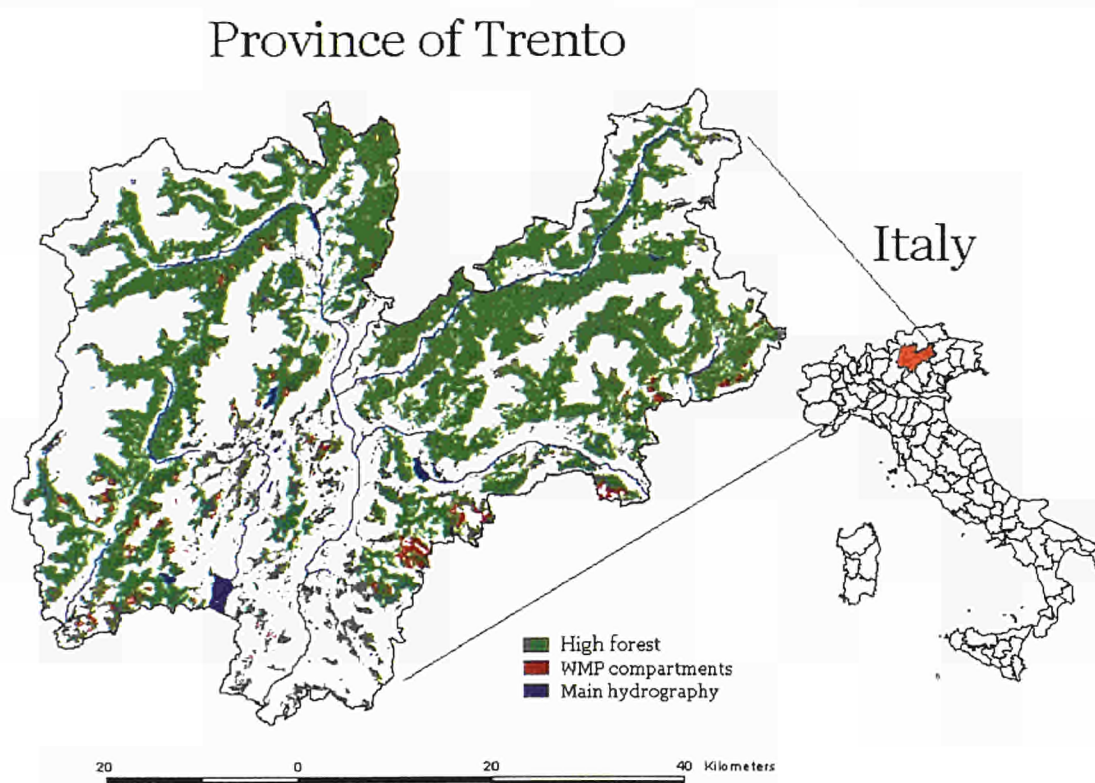 Province of Trento
Italy
High forest
WMP compartments
Main hydrography
20 0 20 40 Kilometers